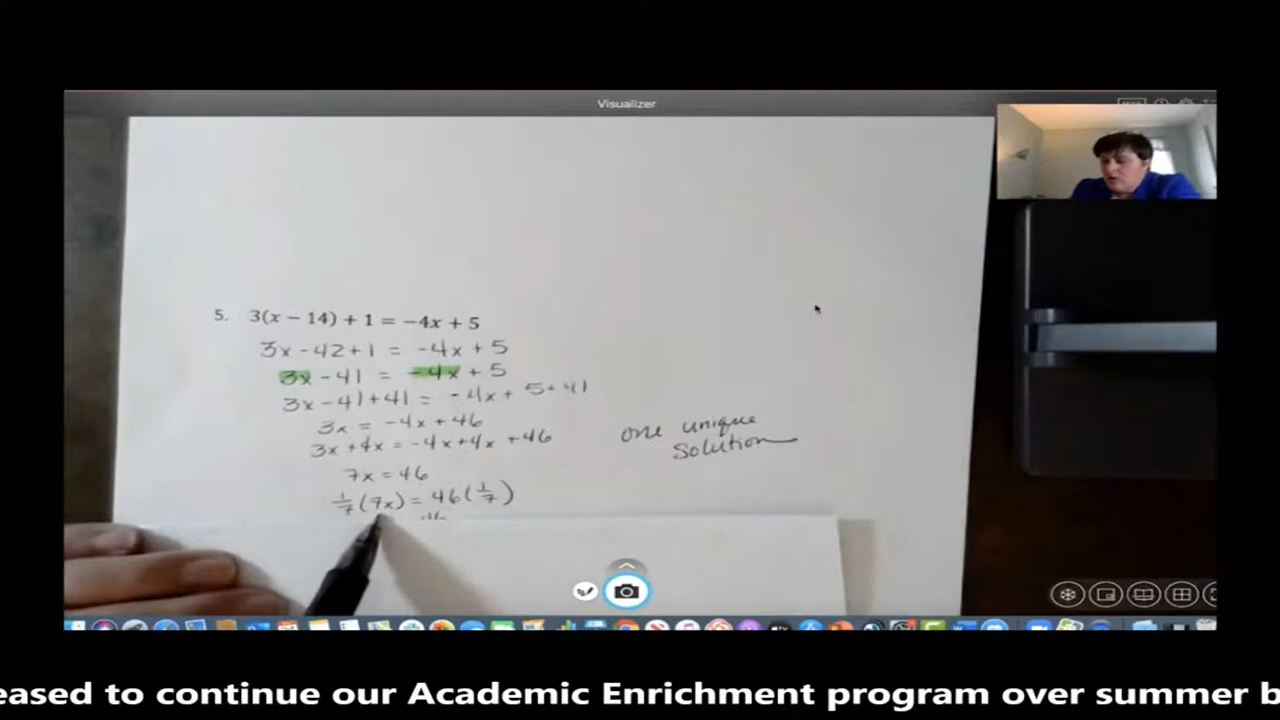 Visualizer
5. 3(x − 14) + 1 = −4x + 5
3x - 42 + 1 = -4x + 5
3x - 41 = -4x + 5
3x - 41 + 41 = -4x + 5 + 41
3x = -4x + 46
3x + 4x = -4x + 4x + 46
7x = 46
1/7 (7x) = 46 (1/7)
one unique
solution
eased to continue our Academic Enrichment program over summer b